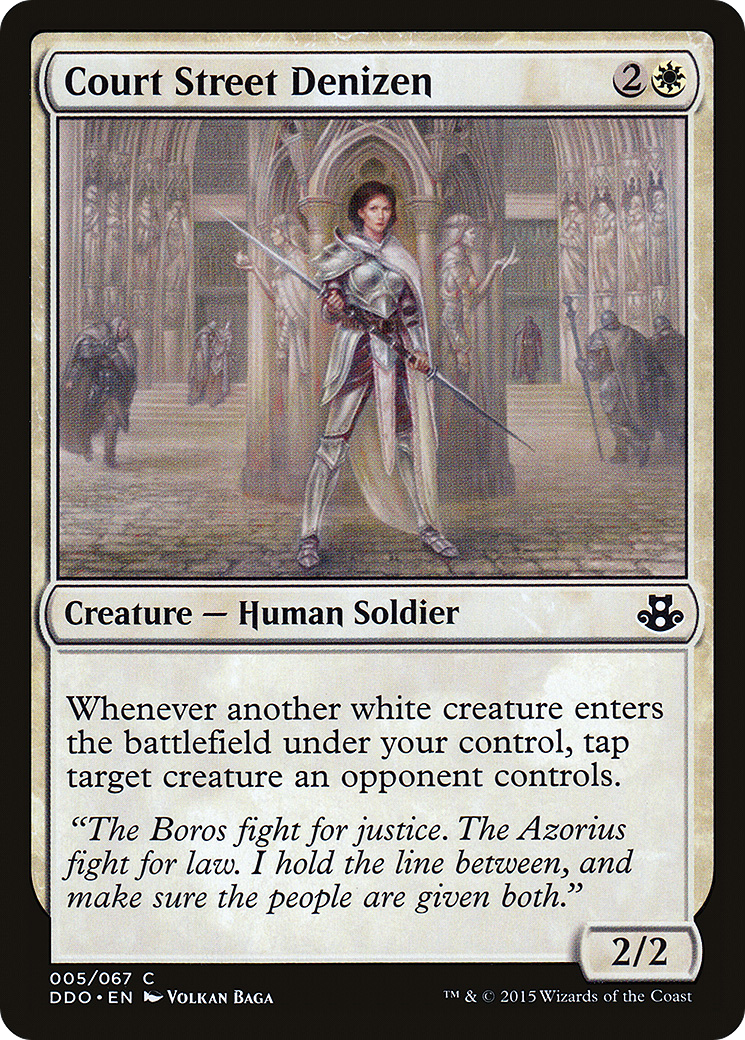 Court Street Denizen 2
Creature — Human Soldier
Whenever another white creature enters
the battlefield under your control, tap
target creature an opponent controls.
“The Boros fight for justice. The Azorius
fight for law. I hold the line between, and
make sure the people are given both.”
2/2
005/067 C
DDO • EN Volkan Baga
™ & © 2015 Wizards of the Coast